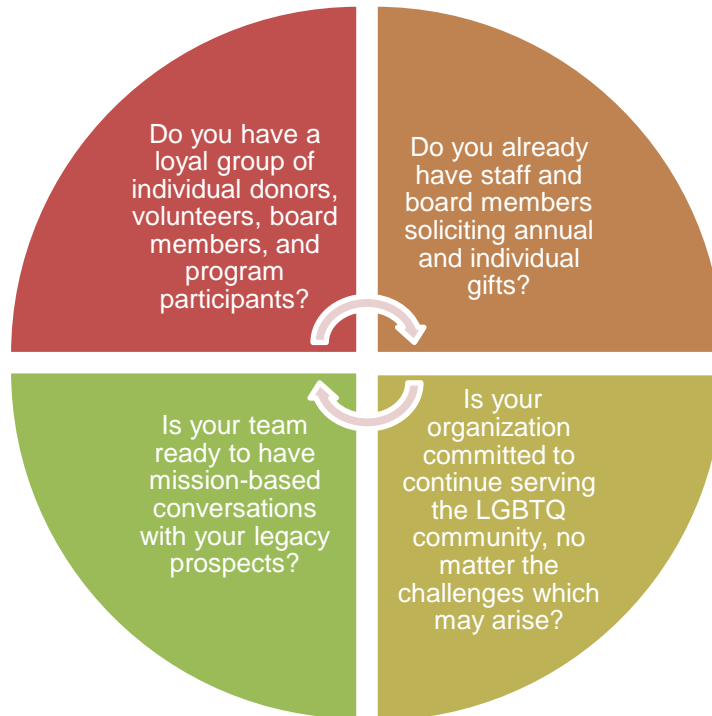 Do you have a
loyal group of
individual donors,
volunteers, board
members, and
program
participants?
Do you already
have staff and
board members
soliciting annual
and individual
gifts?
Is your
organization
committed to
continue serving
the LGBTQ
community, no
matter the
challenges which
may arise?
Is your team
ready to have
mission-based
conversations
with your legacy
prospects?